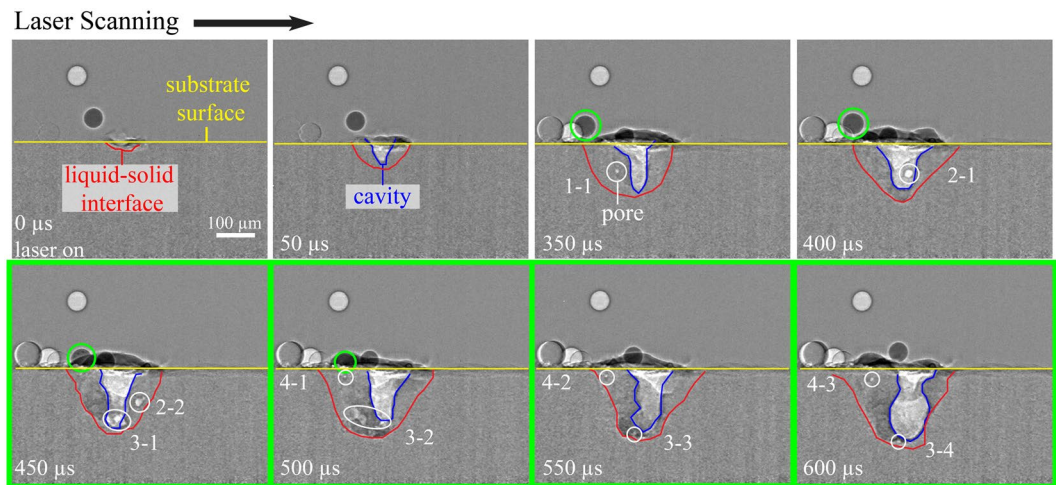 Laser Scanning
substrate
surface
liquid-solid
interface
0 µs
100 µm
laser on
cavity
50 µs
1-1
pore
350 µs
2-1
400 µs
2-2
3-1
450 µs
4-1
3-2
500 µs
4-2
3-3
550 µs
4-3
3-4
600 µs